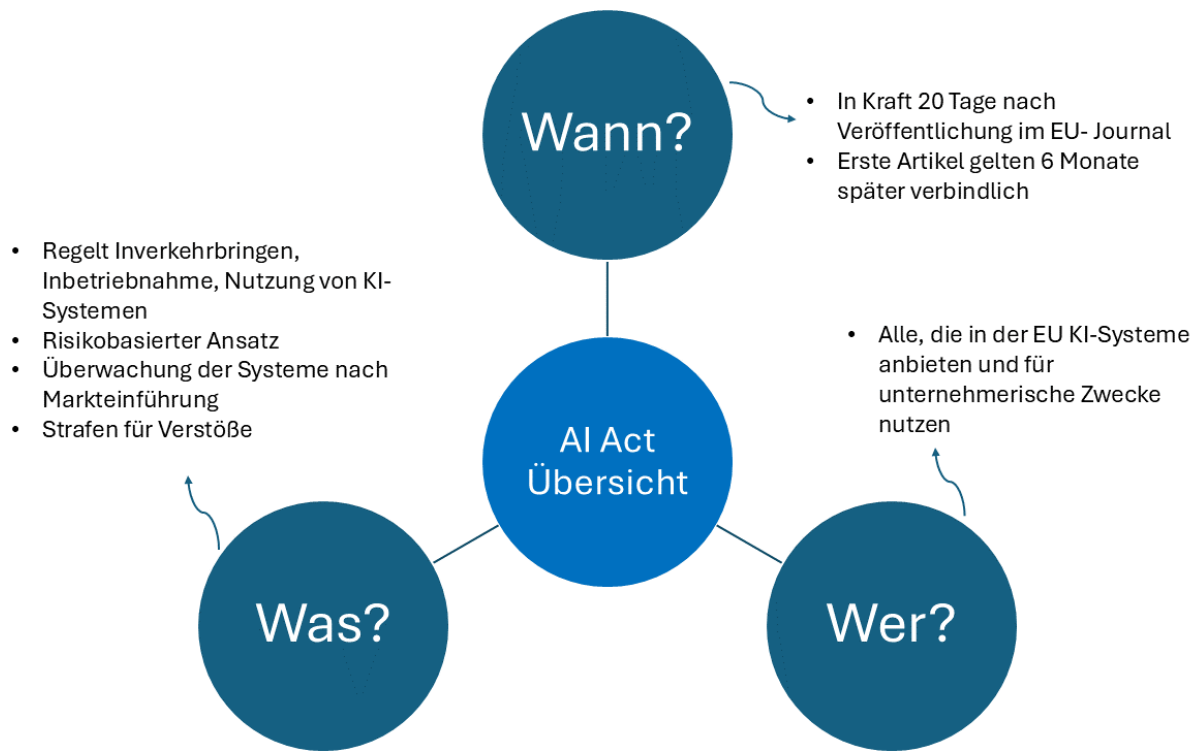 Wann?
• In Kraft 20 Tage nach
Veröffentlichung im EU- Journal
• Erste Artikel gelten 6 Monate
später verbindlich
• Regelt Inverkehrbringen,
Inbetriebnahme, Nutzung von KI-
Systemen
• Risikobasierter Ansatz
• Überwachung der Systeme nach
Markteinführung
• Strafen für Verstöße
• Alle, die in der EU KI-Systeme
anbieten und für
unternehmerische Zwecke
nutzen
AI Act
Übersicht
Was?
Wer?